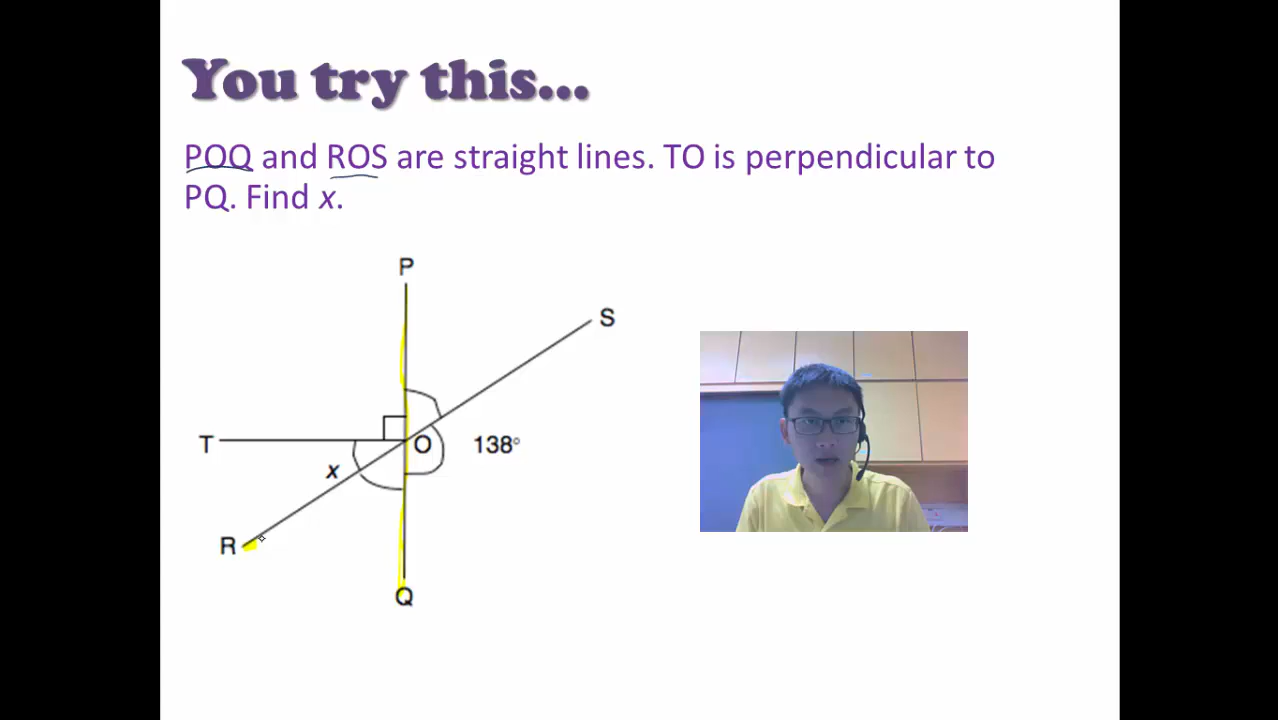 You try this...
POQ and ROS are straight lines. TO is perpendicular to
PQ. Find x.
P
S
T
O
138°
x
R
Q